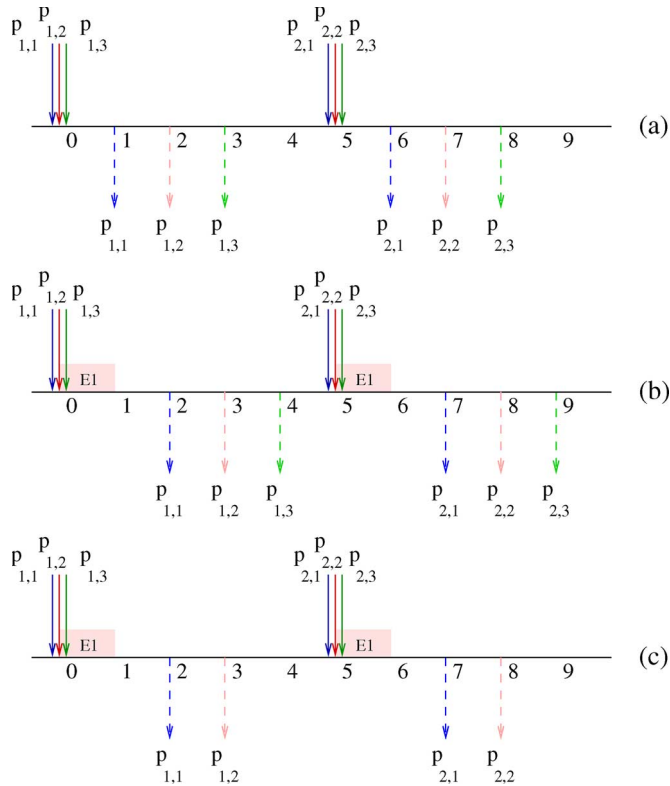 p 1,1 p 1,2 p 1,3 p 2,1 p 2,2 p 2,3
0 1 2 3 4 5 6 7 8 9 (a)
p 1,1 p 1,2 p 1,3 p 2,1 p 2,2 p 2,3
p 1,1 p 1,2 p 1,3 p 2,1 p 2,2 p 2,3
E1 E1
0 1 2 3 4 5 6 7 8 9 (b)
p 1,1 p 1,2 p 1,3 p 2,1 p 2,2 p 2,3
p 1,1 p 1,2 p 1,3 p 2,1 p 2,2 p 2,3
E1 E1
0 1 2 3 4 5 6 7 8 9 (c)
p 1,1 p 1,2 p 2,1 p 2,2